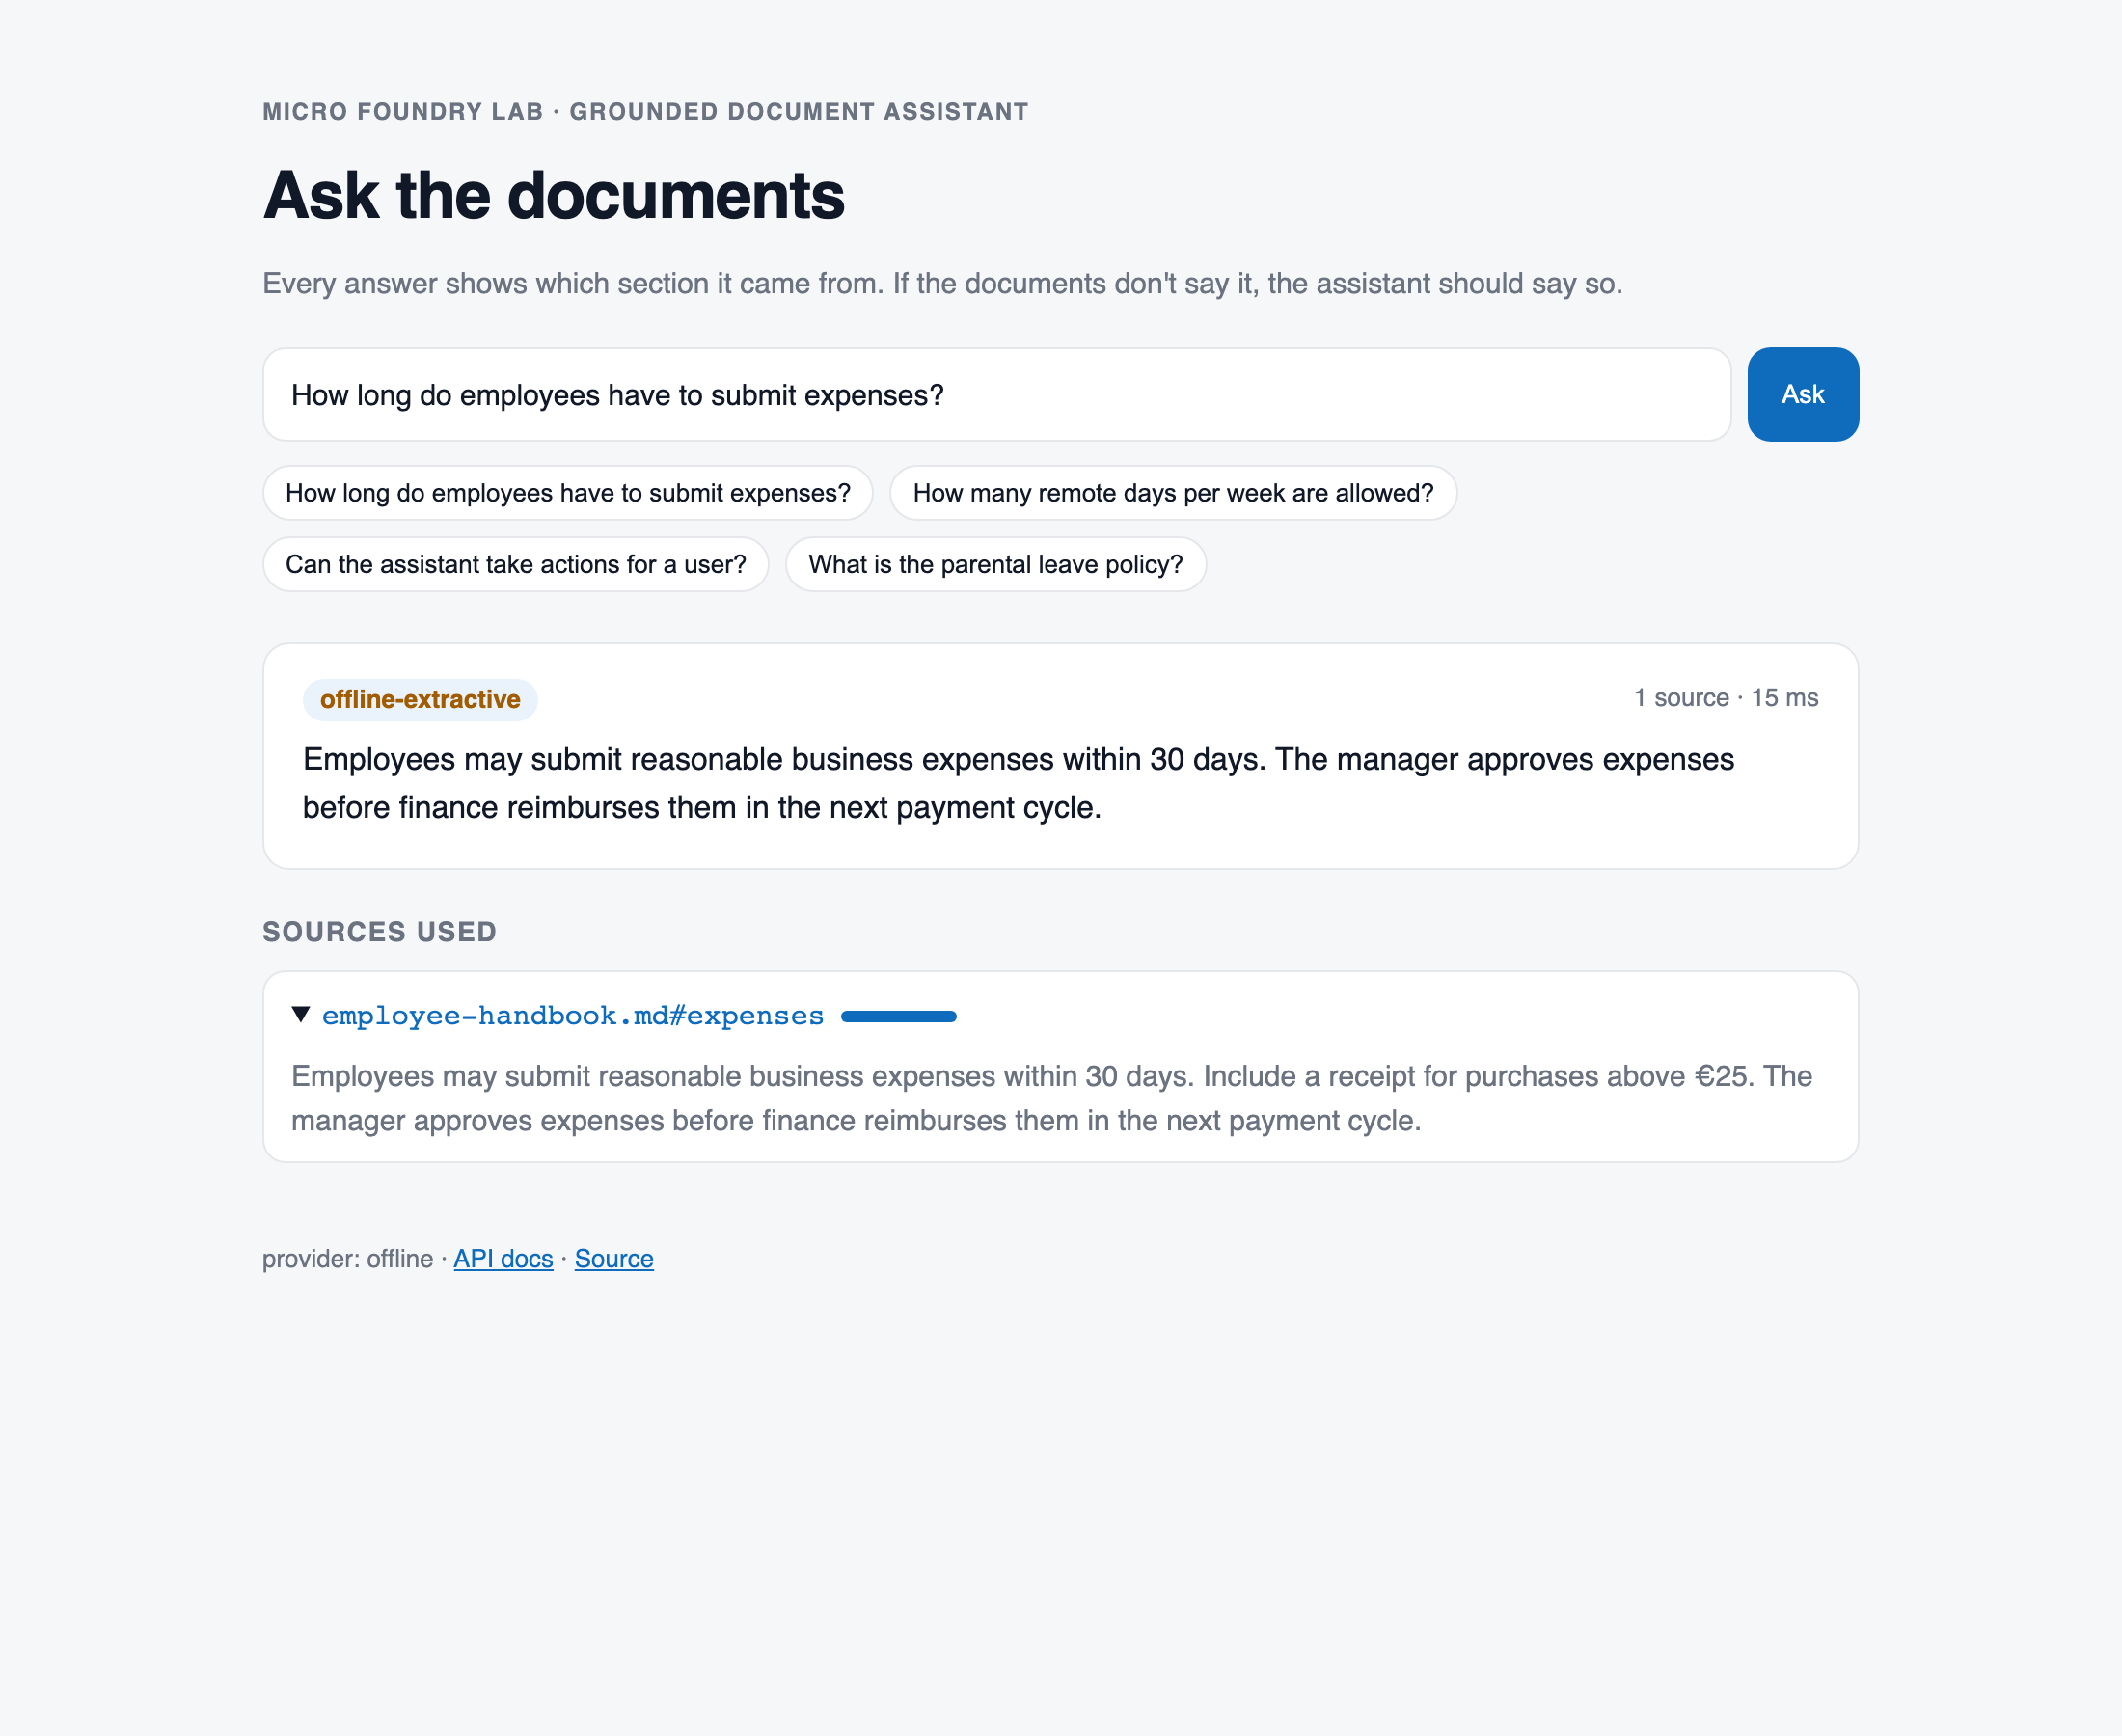 MICRO FOUNDRY LAB · GROUNDED DOCUMENT ASSISTANT
Ask the documents
Every answer shows which section it came from. If the documents don't say it, the assistant should say so.
How long do employees have to submit expenses?
Ask
How long do employees have to submit expenses?
How many remote days per week are allowed?
Can the assistant take actions for a user?
What is the parental leave policy?
offline-extractive
1 source · 15 ms
Employees may submit reasonable business expenses within 30 days. The manager approves expenses
before finance reimburses them in the next payment cycle.
SOURCES USED
employee-handbook.md#expenses
Employees may submit reasonable business expenses within 30 days. Include a receipt for purchases above €25. The
manager approves expenses before finance reimburses them in the next payment cycle.
provider: offline · API docs · Source